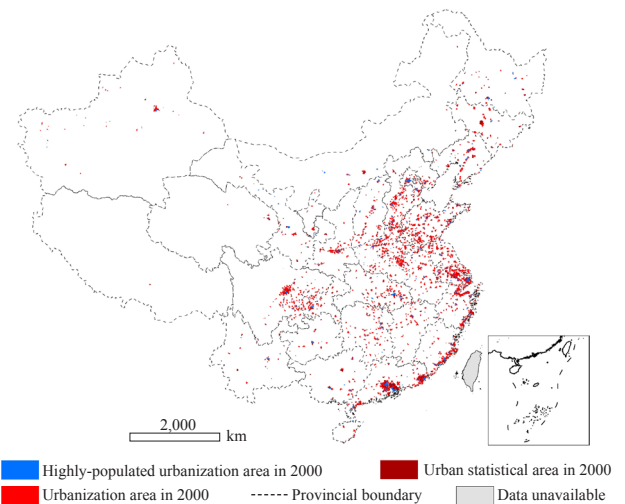 2,000
km
Highly-populated urbanization area in 2000
Urban statistical area in 2000
Urbanization area in 2000
Provincial boundary
Data unavailable